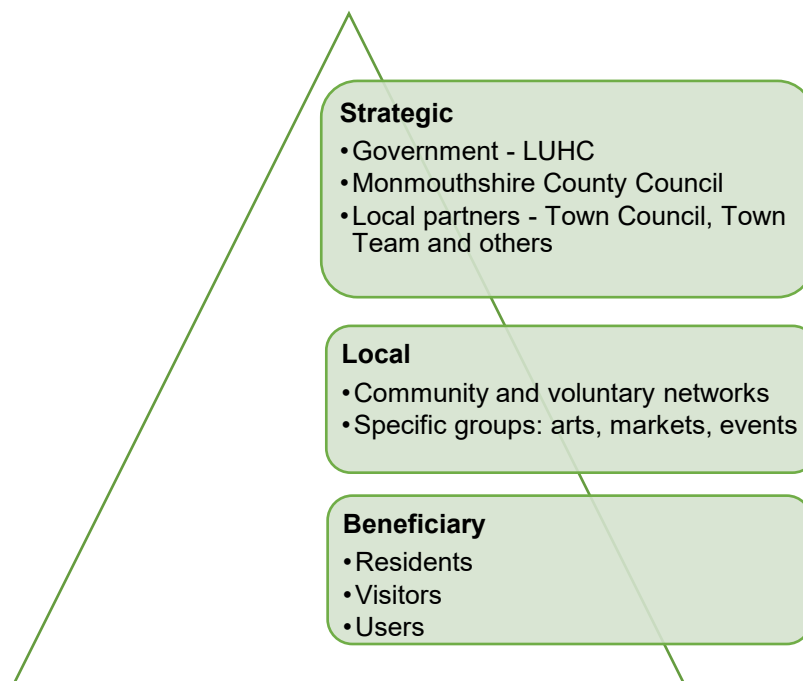 Strategic
•Government - LUHC
•Monmouthshire County Council
•Local partners - Town Council, Town
Team and others
Local
•Community and voluntary networks
•Specific groups: arts, markets, events
Beneficiary
•Residents
•Visitors
•Users